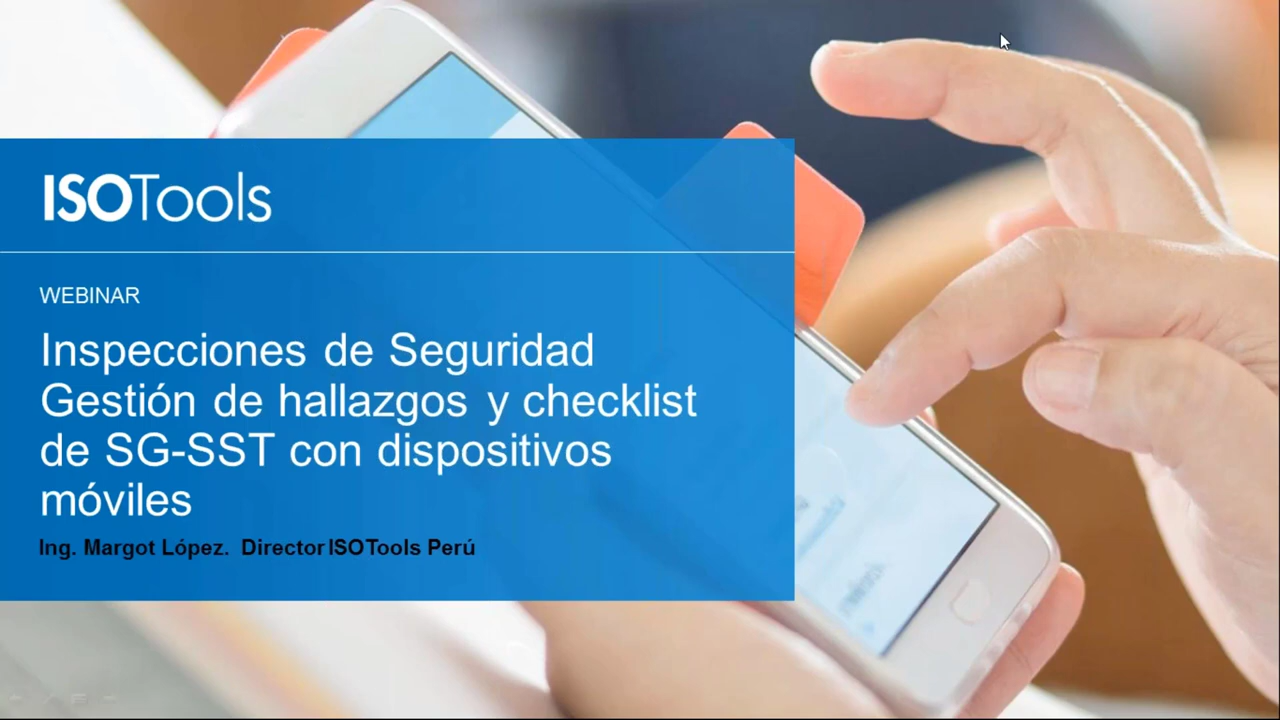 ISOTools
WEBINAR
Inspecciones de Seguridad
Gestión de hallazgos y checklist
de SG-SST con dispositivos
móviles
Ing. Margot López. Director ISOTools Perú